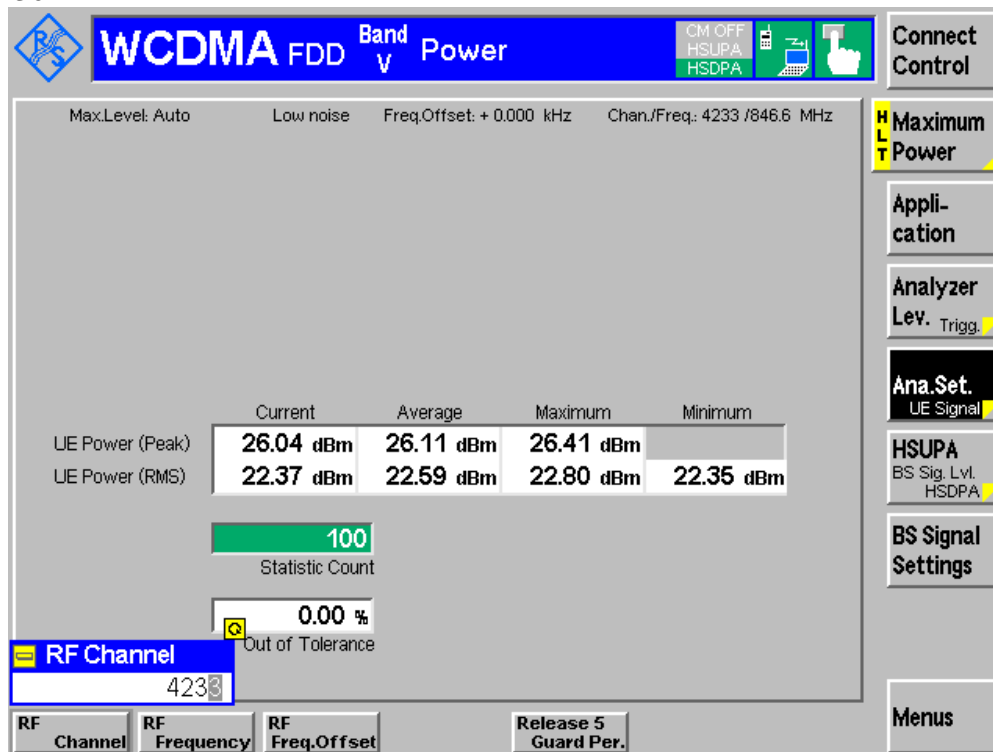 R&S
WCDMA FDD Band V Power
CM OFF
HSUPA
HSDPA
Connect
Control
Max.Level: Auto Low noise Freq.Offset: + 0.000 kHz Chan./Freq.: 4233 /846.6 MHz
HLT
Maximum
Power
Appli-
cation
Analyzer
Lev. Trigg.
Ana.Set.
UE Signal
Current Average Maximum Minimum
UE Power (Peak) 26.04 dBm 26.11 dBm 26.41 dBm
UE Power (RMS) 22.37 dBm 22.59 dBm 22.80 dBm 22.35 dBm
HSUPA
BS Sig. Lvl.
HSDPA
100
Statistic Count
BS Signal
Settings
0.00 %
Out of Tolerance
RF Channel
4233
RF Channel
RF Frequency
RF Freq.Offset
Release 5
Guard Per.
Menus